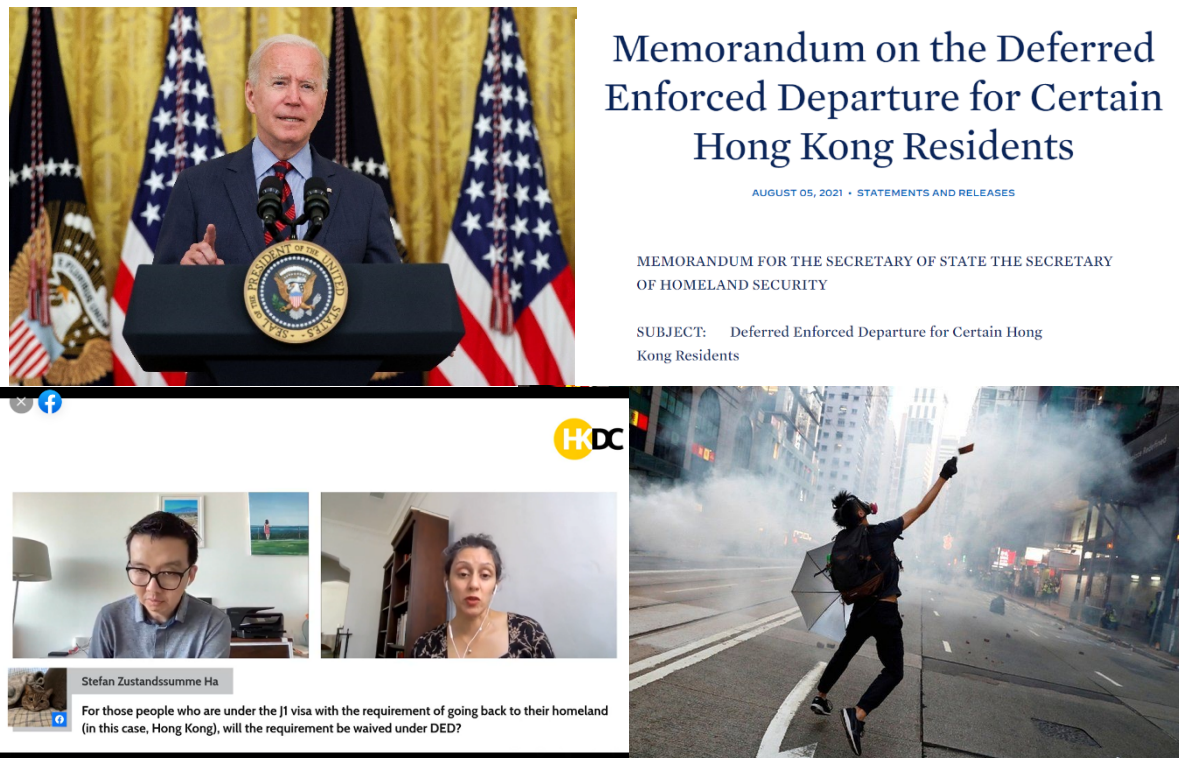 Memorandum on the Deferred
Enforced Departure for Certain
Hong Kong Residents
AUGUST 05, 2021 • STATEMENTS AND RELEASES
MEMORANDUM FOR THE SECRETARY OF STATE THE SECRETARY
OF HOMELAND SECURITY
SUBJECT: Deferred Enforced Departure for Certain Hong
Kong Residents
SEAL OF THE PRESIDENT OF THE UNITED STATES
HKDC
Stefan Zustandssumme Ha
For those people who are under the J1 visa with the requirement of going back to their homeland
(in this case, Hong Kong), will the requirement be waived under DED?